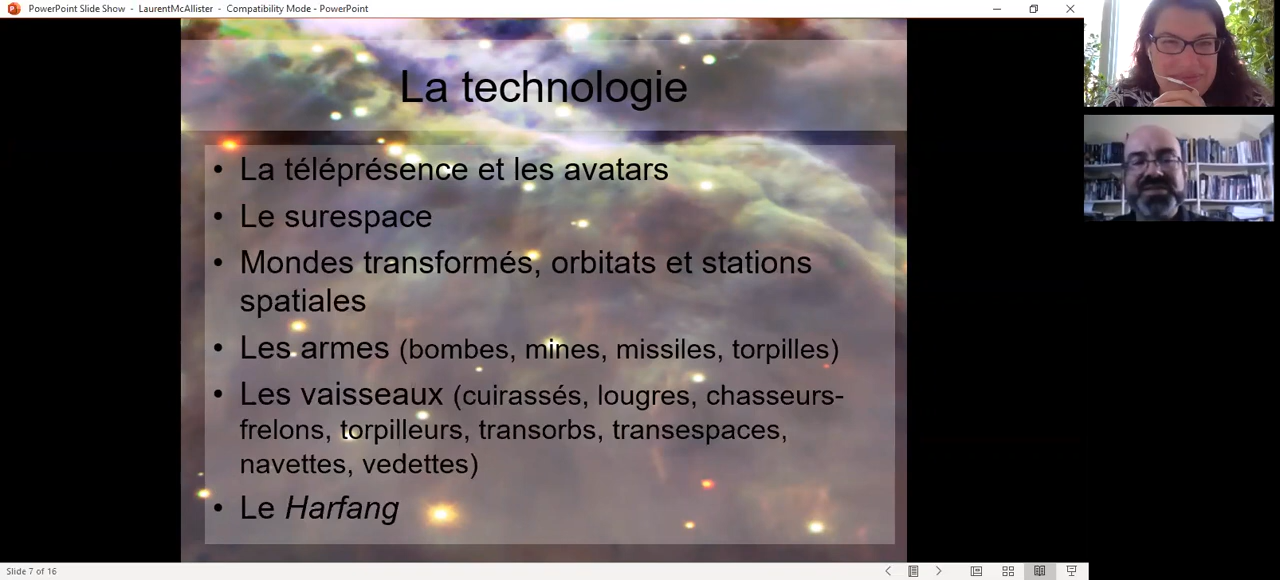 PowerPoint Slide Show - LaurentMcAllister - Compatibility Mode - PowerPoint
La technologie
• La téléprésence et les avatars
• Le surespace
• Mondes transformés, orbitats et stations
spatiales
• Les armes (bombes, mines, missiles, torpilles)
• Les vaisseaux (cuirassés, lougres, chasseurs-
frelons, torpilleurs, transorbs, transespaces,
navettes, vedettes)
• Le Harfang
Slide 7 of 16